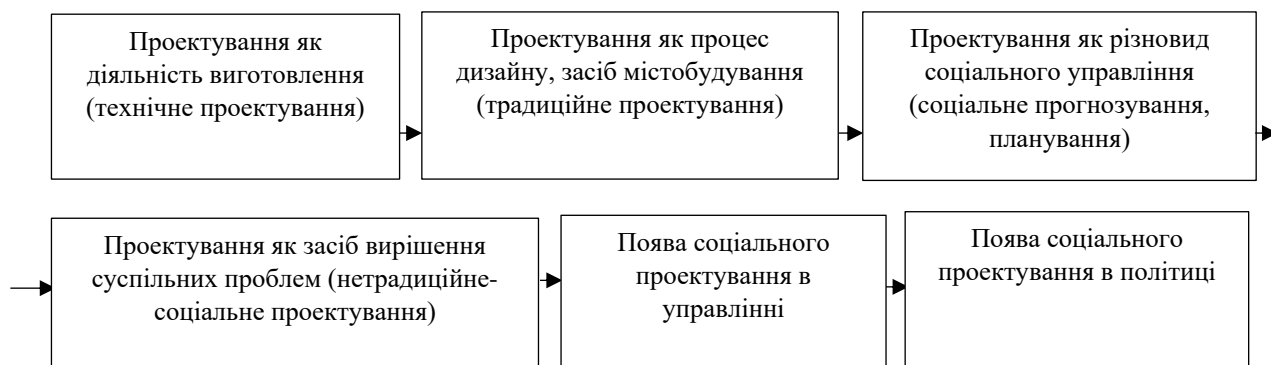 Проектування як
діяльність виготовлення
(технічне проектування)
Проектування як процес
дизайну, засіб містобудування
(традиційне проектування)
Проектування як різновид
соціального управління
(соціальне прогнозування,
планування)
Проектування як засіб вирішення
суспільних проблем (нетрадиційне-
соціальне проектування)
Поява соціального
проектування в
управлінні
Поява соціального
проектування в політиці